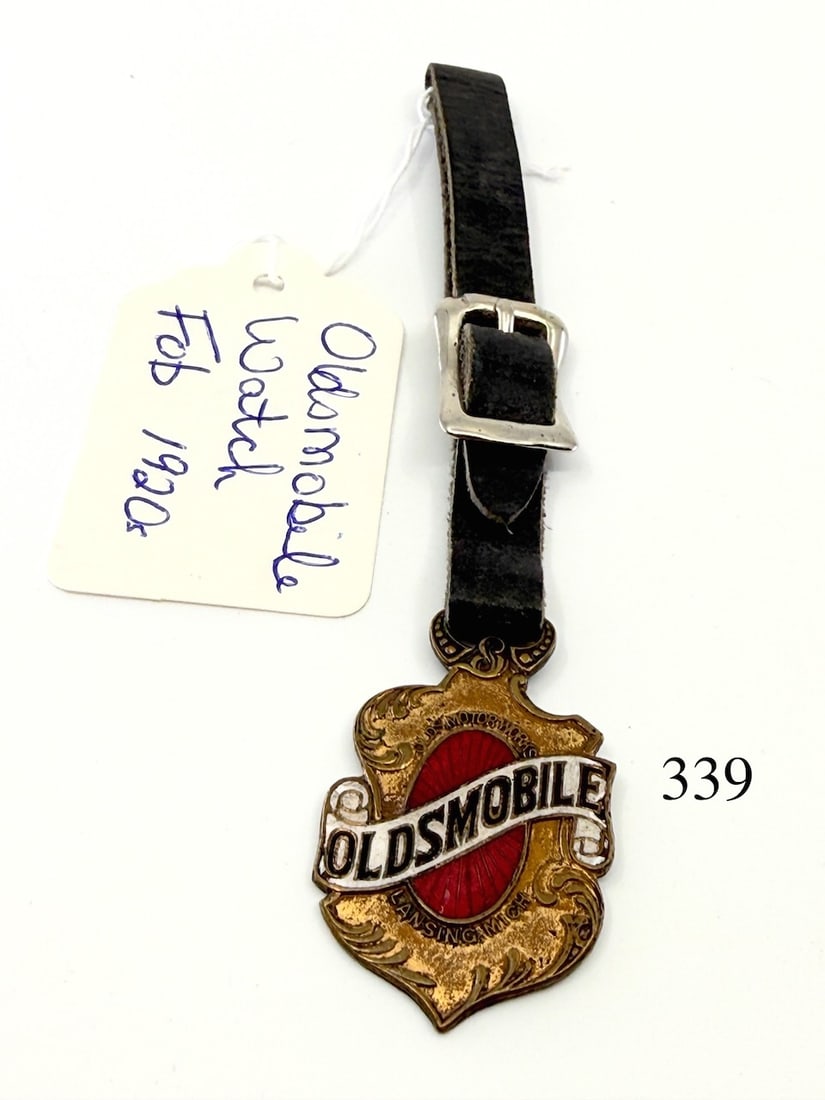 Oldsmobile
Watch
Fob 1920s
OLDS MOTOR WORKS
OLDSMOBILE
LANSING, MICH
339